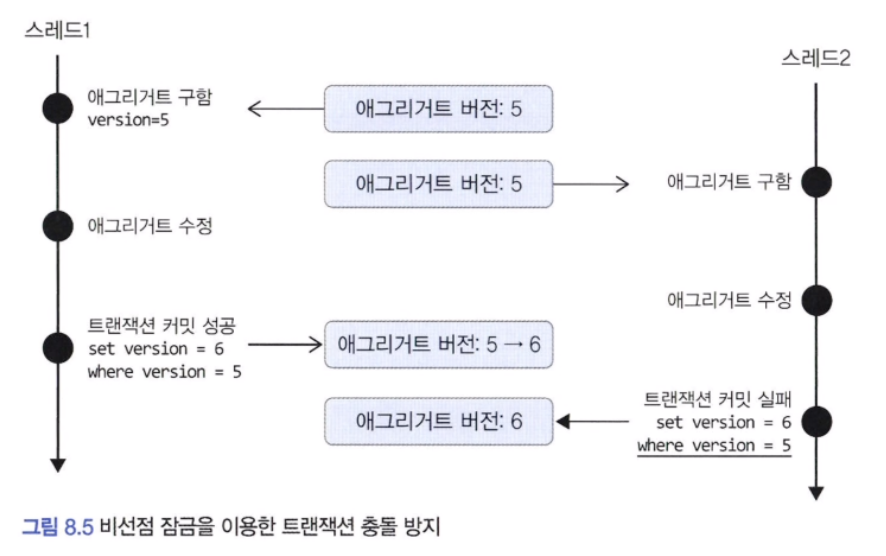 스레드1
스레드2
애그리거트 구함
version=5
애그리거트 버전: 5
애그리거트 버전: 5
애그리거트 구함
애그리거트 수정
애그리거트 수정
트랜잭션 커밋 성공
set version = 6
where version = 5
애그리거트 버전: 5 → 6
애그리거트 버전: 6
트랜잭션 커밋 실패
set version = 6
where version = 5
그림 8.5 비선점 잠금을 이용한 트랜잭션 충돌 방지